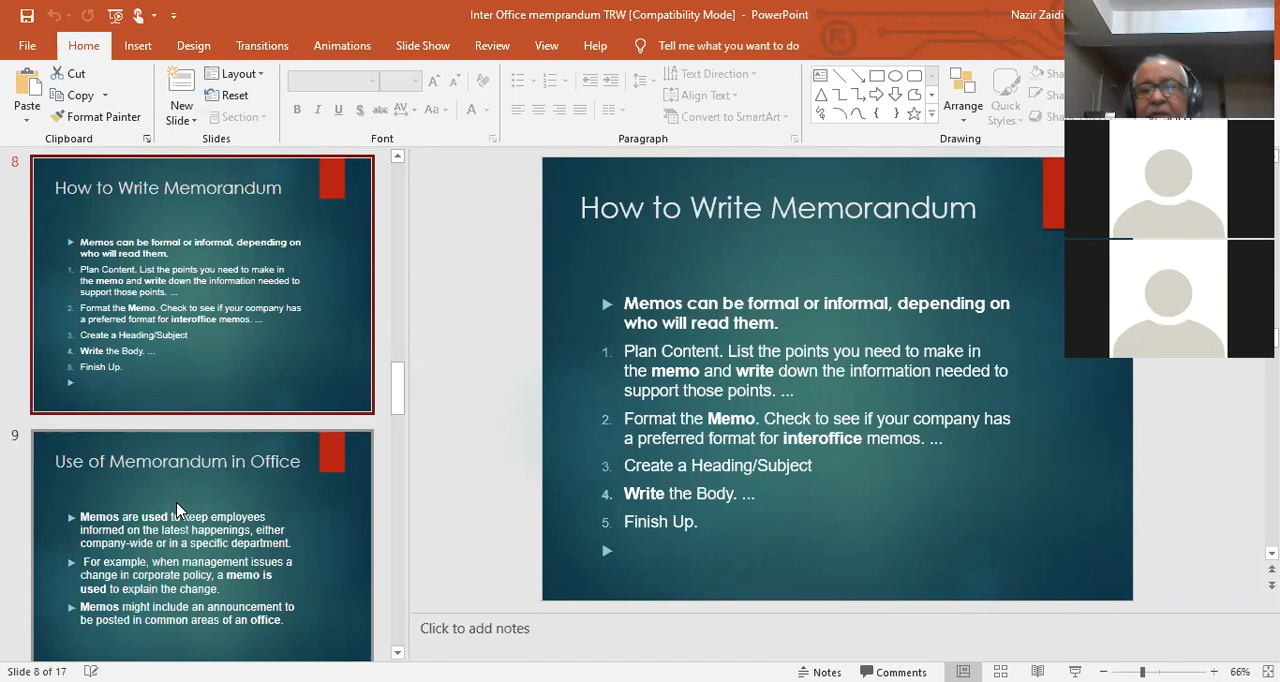 Inter Office memprandum TRW [Compatibility Mode] - PowerPoint
Nazir Zaidi
File Home Insert Design Transitions Animations Slide Show Review View Help Tell me what you want to do
Paste
Cut
Copy
Format Painter
Clipboard
New Slide
Layout
Reset
Section
Slides
B I U S abc AV Aa A
Font
Text Direction
Align Text
Convert to SmartArt
Paragraph
Arrange
Quick Styles
Drawing
8
How to Write Memorandum
Memos can be formal or informal, depending on
who will read them.
1. Plan Content. List the points you need to make in
the memo and write down the information needed to
support those points. ...
2. Format the Memo. Check to see if your company has
a preferred format for interoffice memos. ...
3. Create a Heading/Subject
4. Write the Body. ...
5. Finish Up.
9
Use of Memorandum in Office
Memos are used to keep employees
informed on the latest happenings, either
company-wide or in a specific department.
For example, when management issues a
change in corporate policy, a memo is
used to explain the change.
Memos might include an announcement to
be posted in common areas of an office.
How to Write Memorandum
Memos can be formal or informal, depending on
who will read them.
1. Plan Content. List the points you need to make in
the memo and write down the information needed to
support those points. ...
2. Format the Memo. Check to see if your company has
a preferred format for interoffice memos. ...
3. Create a Heading/Subject
4. Write the Body. ...
5. Finish Up.
Click to add notes
Slide 8 of 17
Notes
Comments
66%